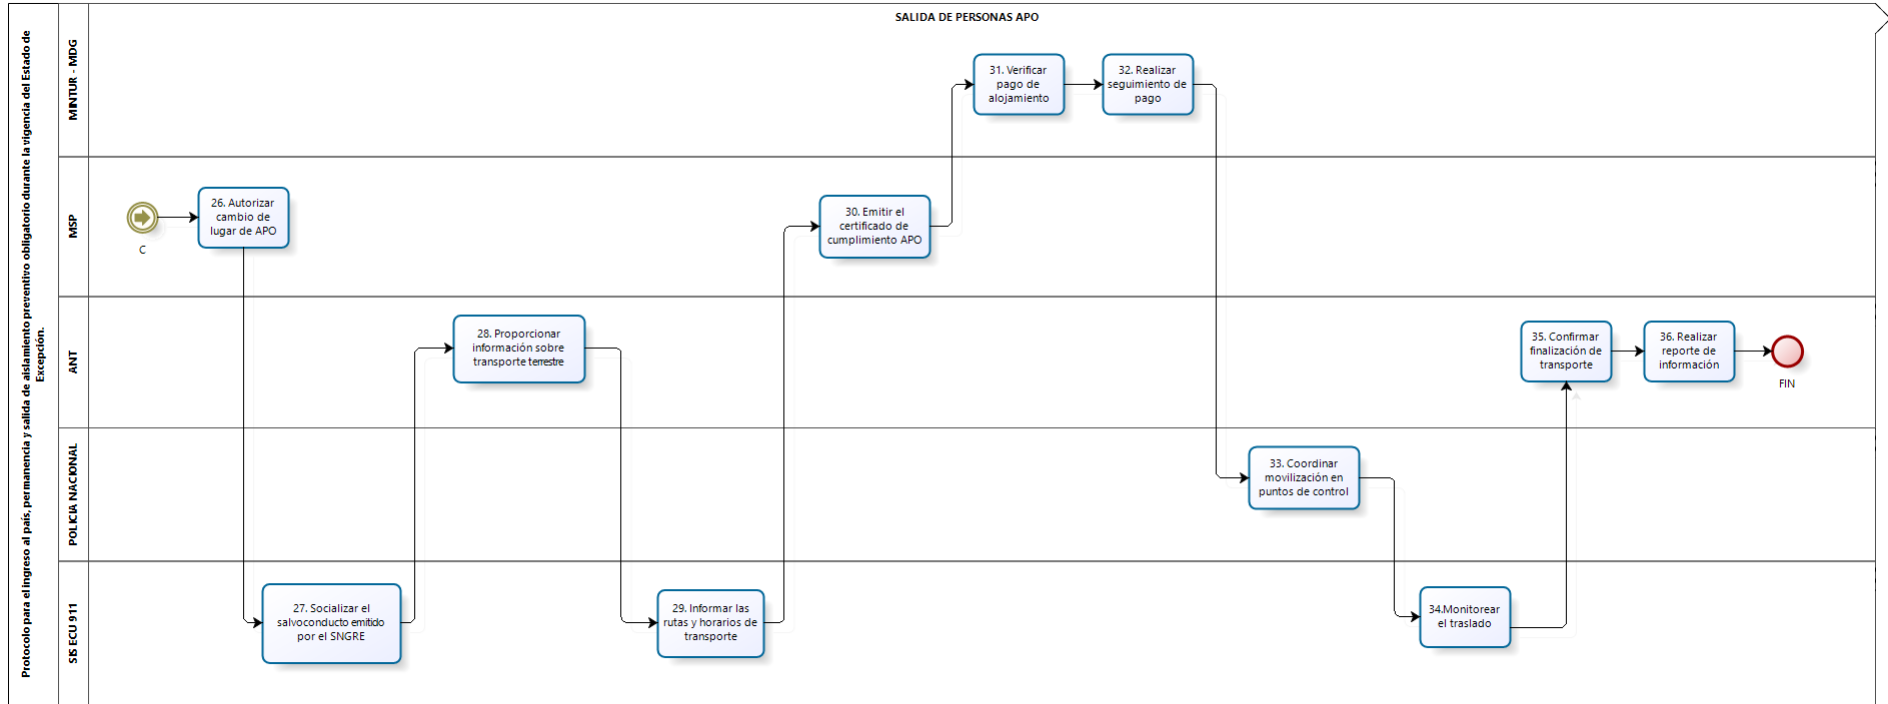 SALIDA DE PERSONAS APO
Protocolo para el ingreso al país, permanencia y salida de aislamiento preventivo obligatorio durante la vigencia del Estado de
Excepción.
MINTUR - MDG
31. Verificar
pago de
alojamiento
32. Realizar
seguimiento de
pago
MSP
C
26. Autorizar
cambio de
lugar de APO
30. Emitir el
certificado de
cumplimiento APO
ANT
28. Proporcionar
información sobre
transporte terrestre
35. Confirmar
finalización de
transporte
36. Realizar
reporte de
información
FIN
POLICIA NACIONAL
33. Coordinar
movilización en
puntos de control
SIS ECU 911
27. Socializar el
salvoconducto emitido
por el SNGRE
29. Informar las
rutas y horarios de
transporte
34.Monitorear
el traslado